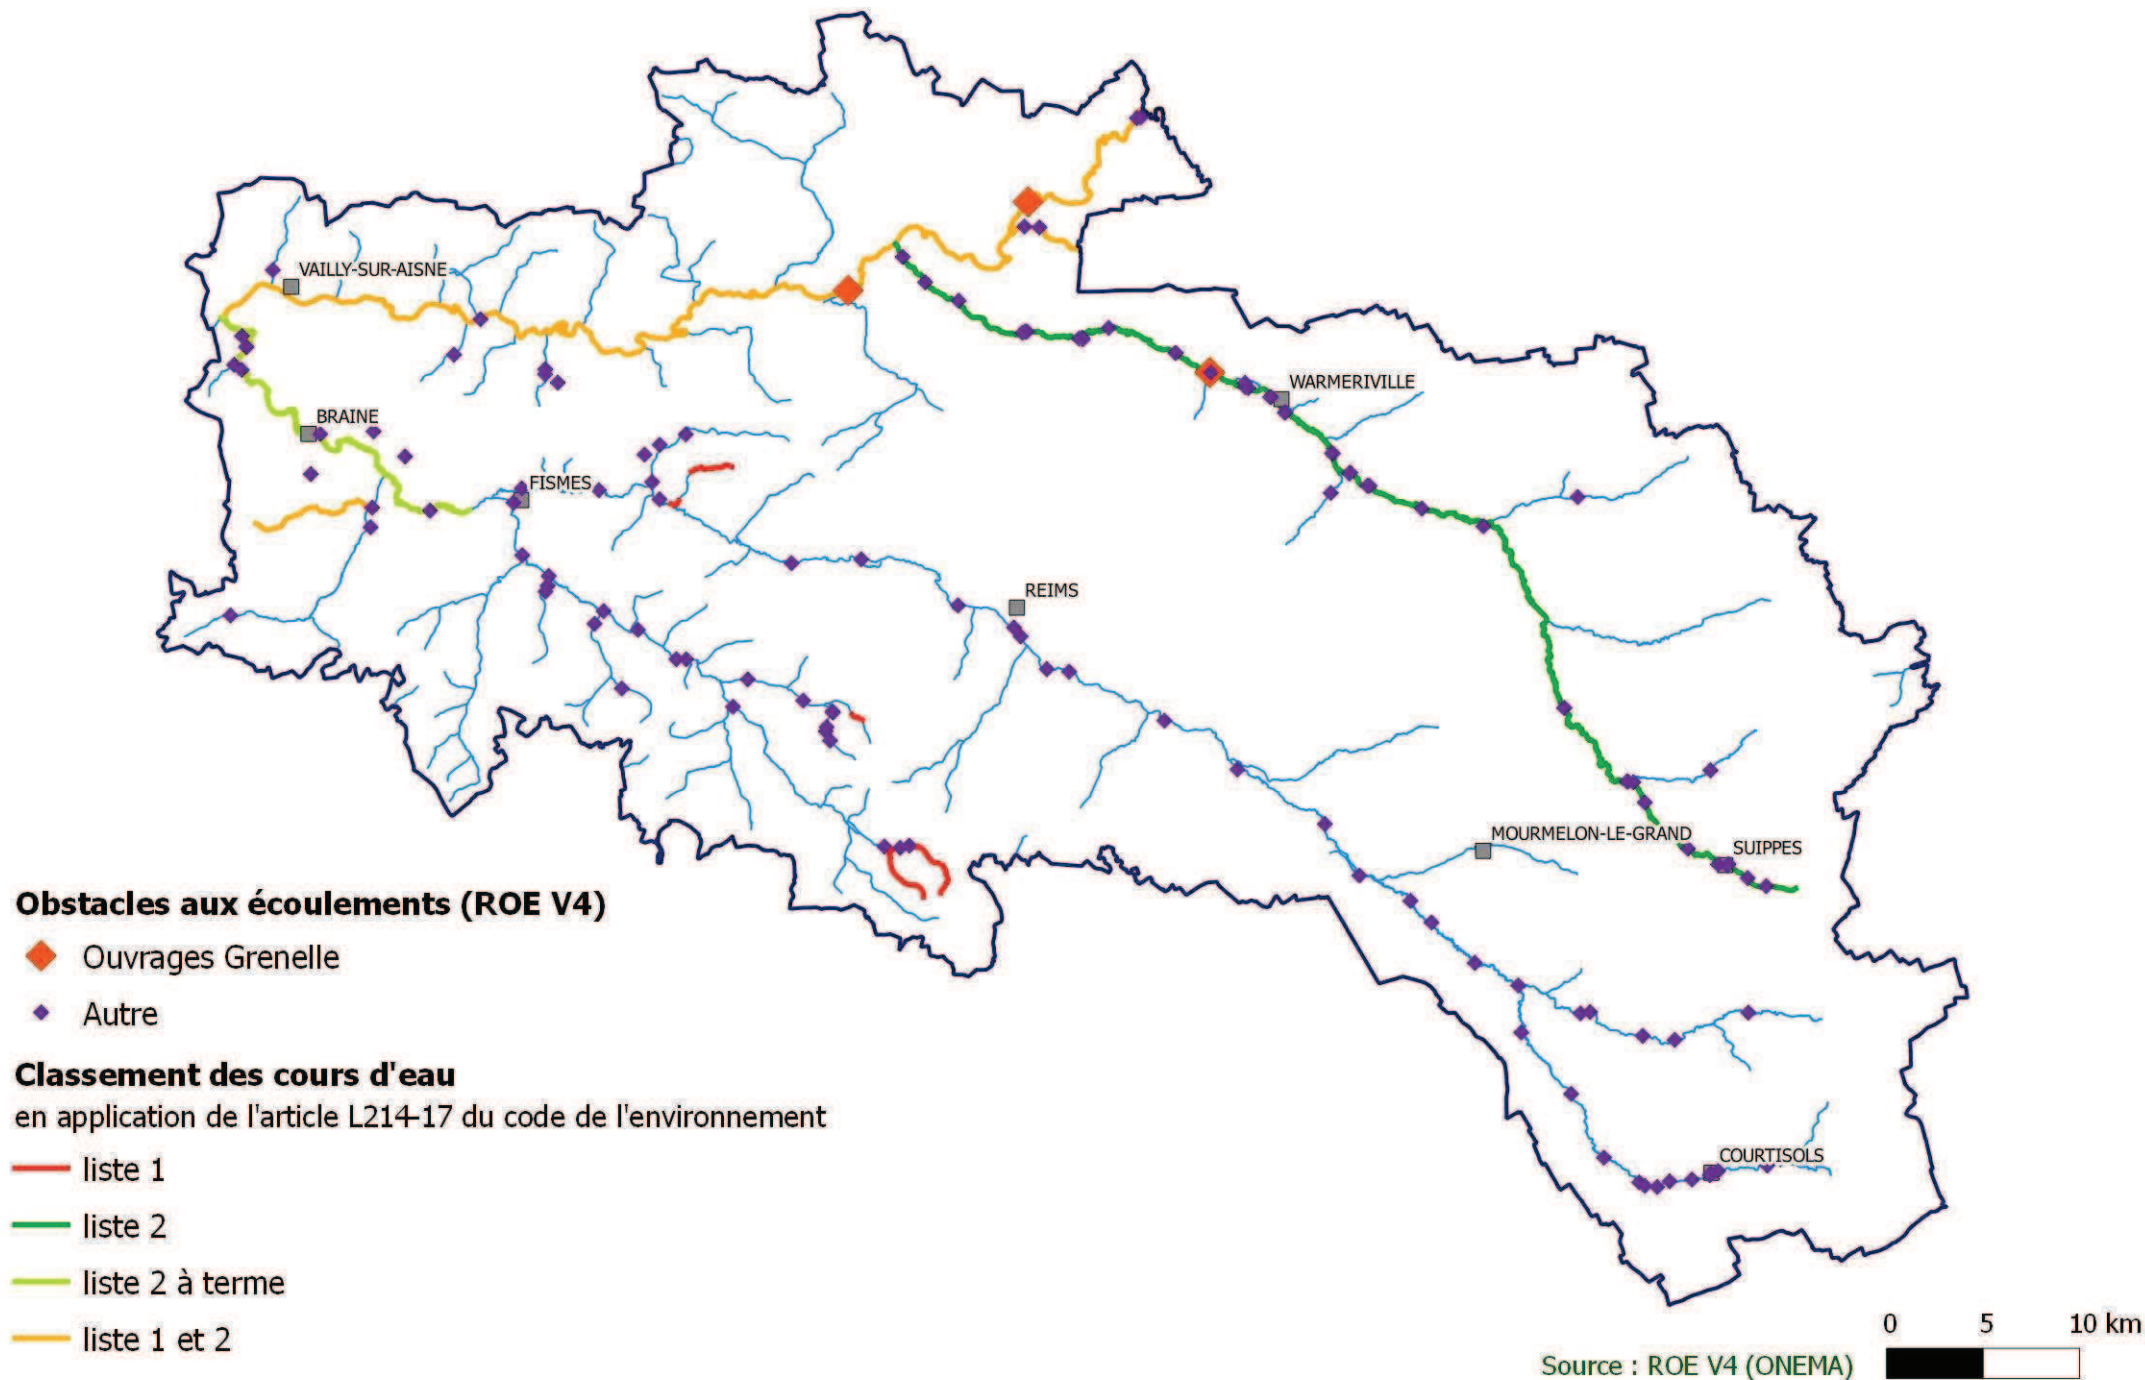 VAILLY-SUR-AISNE
WARMERIVILLE
BRAINE
FISMES
REIMS
MOURMELON-LE-GRAND
SUIPPES
COURTISOLS
Obstacles aux écoulements (ROE V4)
Ouvrages Grenelle
Autre
Classement des cours d'eau
en application de l'article L214-17 du code de l'environnement
liste 1
liste 2
liste 2 à terme
liste 1 et 2
0 5 10 km
Source : ROE V4 (ONEMA)